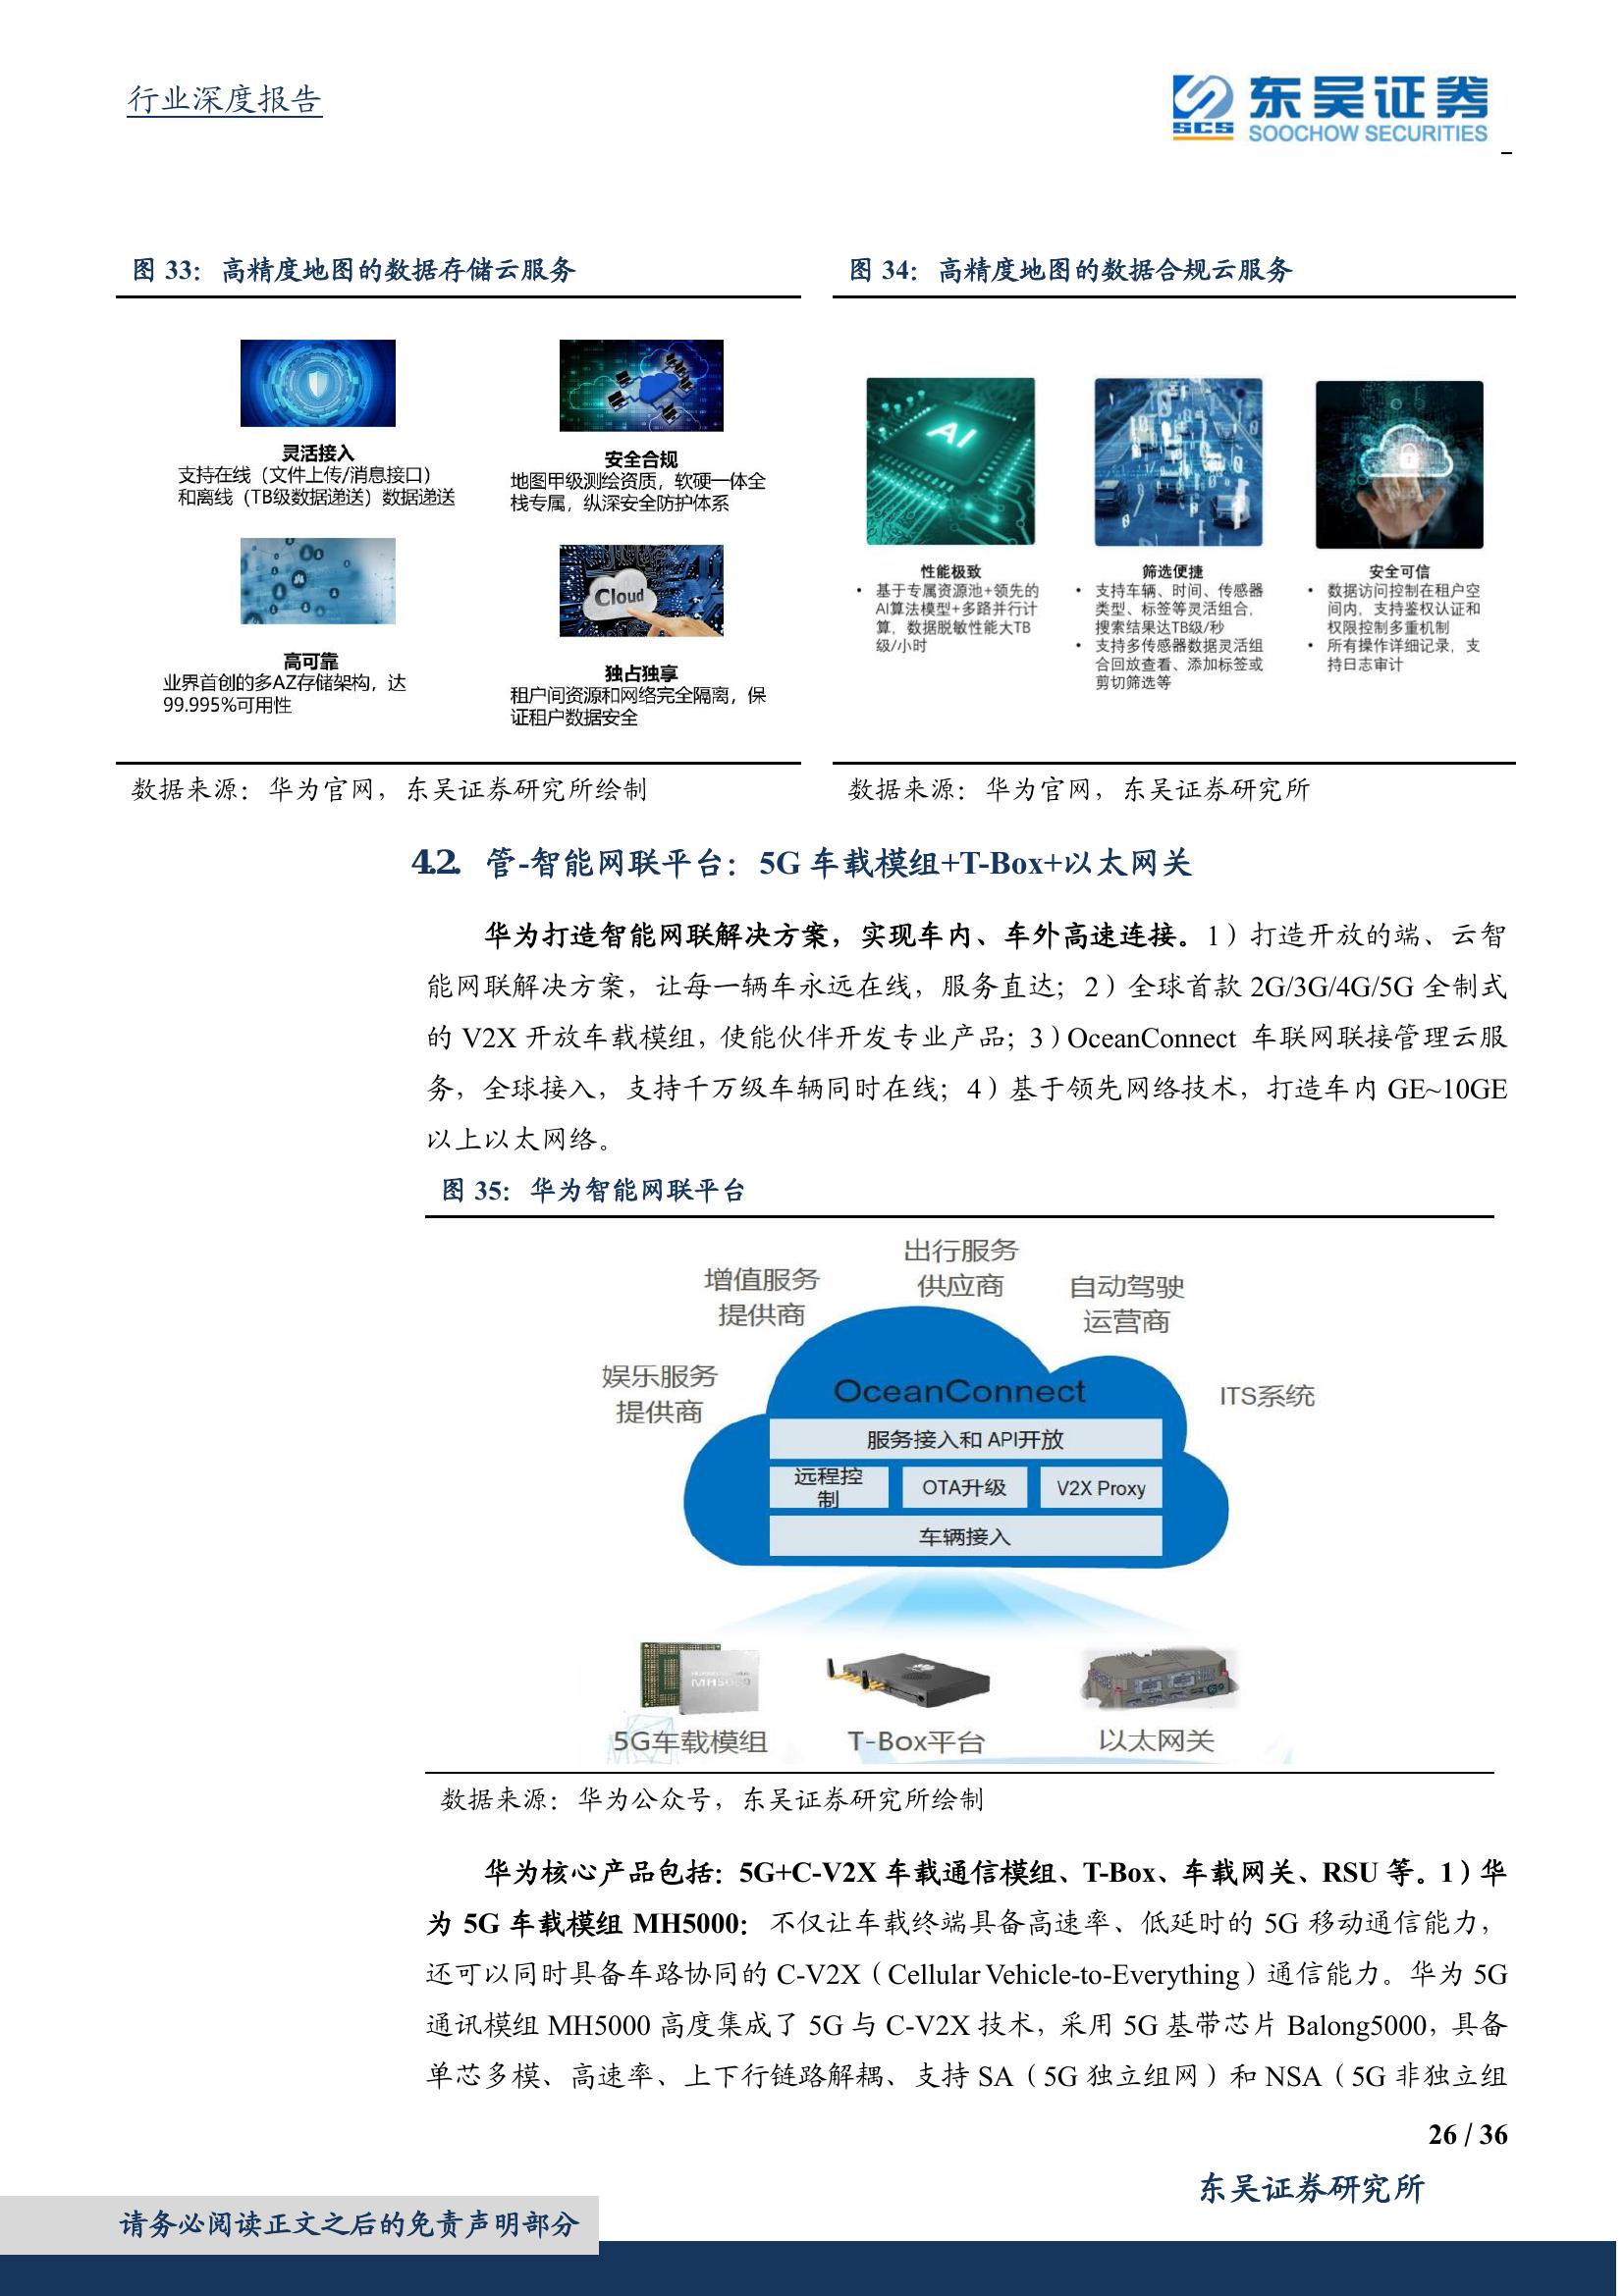 行业深度报告
东吴证券
SCS
SOOCHOW SECURITIES
图 33：高精度地图的数据存储云服务
灵活接入
支持在线（文件上传/消息接口）
和离线（TB级数据递送）数据递送
安全合规
地图甲级测绘资质，软硬一体全
栈专属，纵深安全防护体系
高可靠
业界首创的多AZ存储架构，达
99.995%可用性
Cloud
独占独享
租户间资源和网络完全隔离，保
证租户数据安全
数据来源：华为官网，东吴证券研究所绘制
图 34：高精度地图的数据合规云服务
AI
性能极致
• 基于专属资源池+领先的
AI算法模型+多路并行计
算，数据脱敏性能大TB
级/小时
筛选便捷
• 支持车辆、时间、传感器
类型、标签等灵活组合，
搜索结果达TB级/秒
• 支持多传感器数据灵活组
合回放查看、添加标签或
剪切筛选等
安全可信
• 数据访问控制在租户空
间内，支持鉴权认证和
权限控制多重机制
• 所有操作详细记录，支
持日志审计
数据来源：华为官网，东吴证券研究所
4.2. 管-智能网联平台：5G 车载模组+T-Box+以太网关
华为打造智能网联解决方案，实现车内、车外高速连接。1）打造开放的端、云智
能网联解决方案，让每一辆车永远在线，服务直达；2）全球首款 2G/3G/4G/5G 全制式
的 V2X 开放车载模组，使能伙伴开发专业产品；3）OceanConnect 车联网联接管理云服
务，全球接入，支持千万级车辆同时在线；4）基于领先网络技术，打造车内 GE~10GE
以上以太网络。
图 35：华为智能网联平台
娱乐服务
提供商
增值服务
提供商
出行服务
供应商
自动驾驶
运营商
ITS系统
OceanConnect
服务接入和 API开放
远程控
制
OTA升级
V2X Proxy
车辆接入
MH5000
5G车载模组
T-Box平台
以太网关
数据来源：华为公众号，东吴证券研究所绘制
华为核心产品包括：5G+C-V2X 车载通信模组、T-Box、车载网关、RSU 等。1）华
为 5G 车载模组 MH5000：不仅让车载终端具备高速率、低延时的 5G 移动通信能力，
还可以同时具备车路协同的 C-V2X（Cellular Vehicle-to-Everything）通信能力。华为 5G
通讯模组 MH5000 高度集成了 5G 与 C-V2X 技术，采用 5G 基带芯片 Balong5000，具备
单芯多模、高速率、上下行链路解耦、支持 SA（5G 独立组网）和 NSA（5G 非独立组
26 / 36
东吴证券研究所
请务必阅读正文之后的免责声明部分